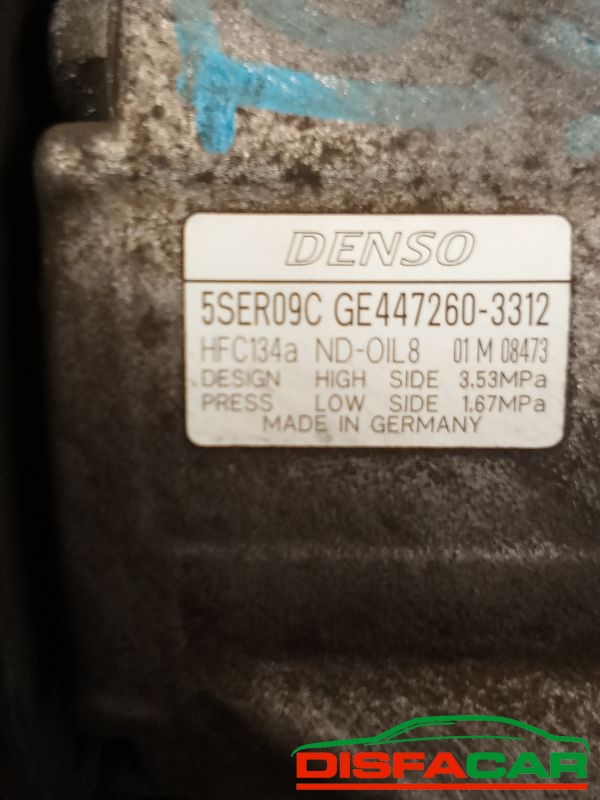 DENSO
5SER09C GE447260-3312
HFC134a ND-OIL8 01 M 08473
DESIGN HIGH SIDE 3.53MPa
PRESS LOW SIDE 1.67MPa
MADE IN GERMANY
DISFACAR